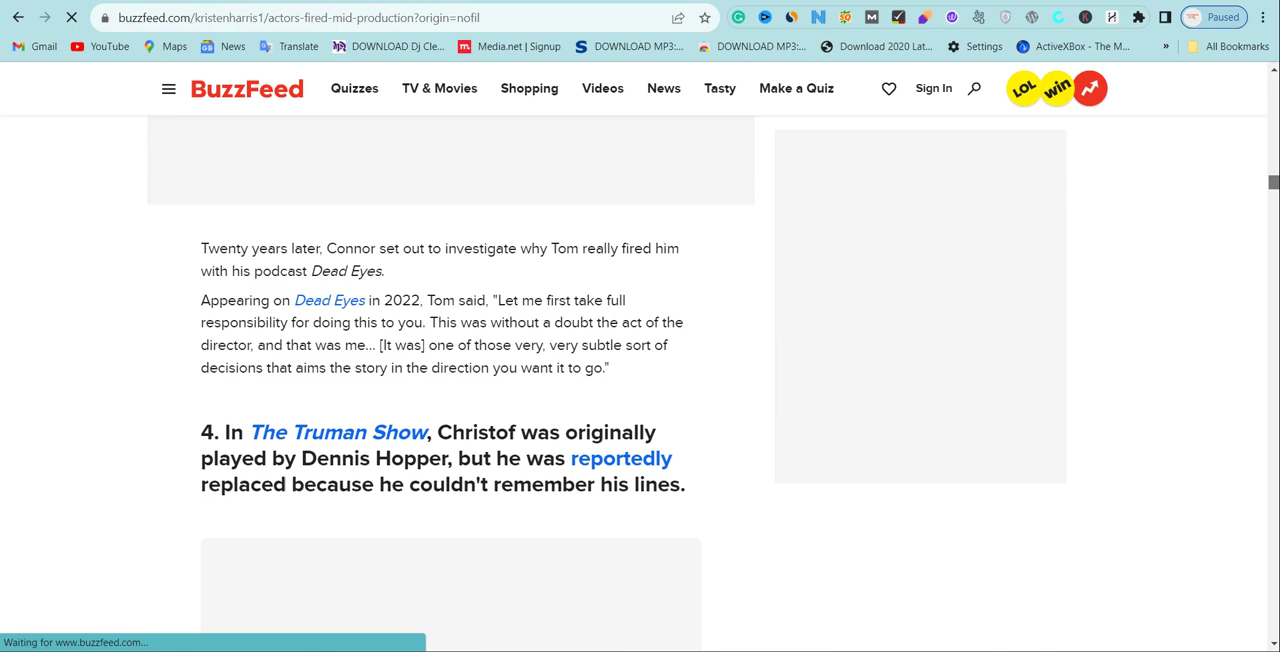 buzzfeed.com/kristenharris1/actors-fired-mid-production?origin=nofil
Paused
Gmail YouTube Maps News Translate DOWNLOAD Dj Cle... Media.net | Signup DOWNLOAD MP3:... DOWNLOAD MP3:... Download 2020 Lat... Settings ActiveXBox - The M... » All Bookmarks
BuzzFeed Quizzes TV & Movies Shopping Videos News Tasty Make a Quiz Sign In LOL win
Twenty years later, Connor set out to investigate why Tom really fired him
with his podcast Dead Eyes.
Appearing on Dead Eyes in 2022, Tom said, "Let me first take full
responsibility for doing this to you. This was without a doubt the act of the
director, and that was me... [It was] one of those very, very subtle sort of
decisions that aims the story in the direction you want it to go."
4. In The Truman Show, Christof was originally
played by Dennis Hopper, but he was reportedly
replaced because he couldn't remember his lines.
Waiting for www.buzzfeed.com...